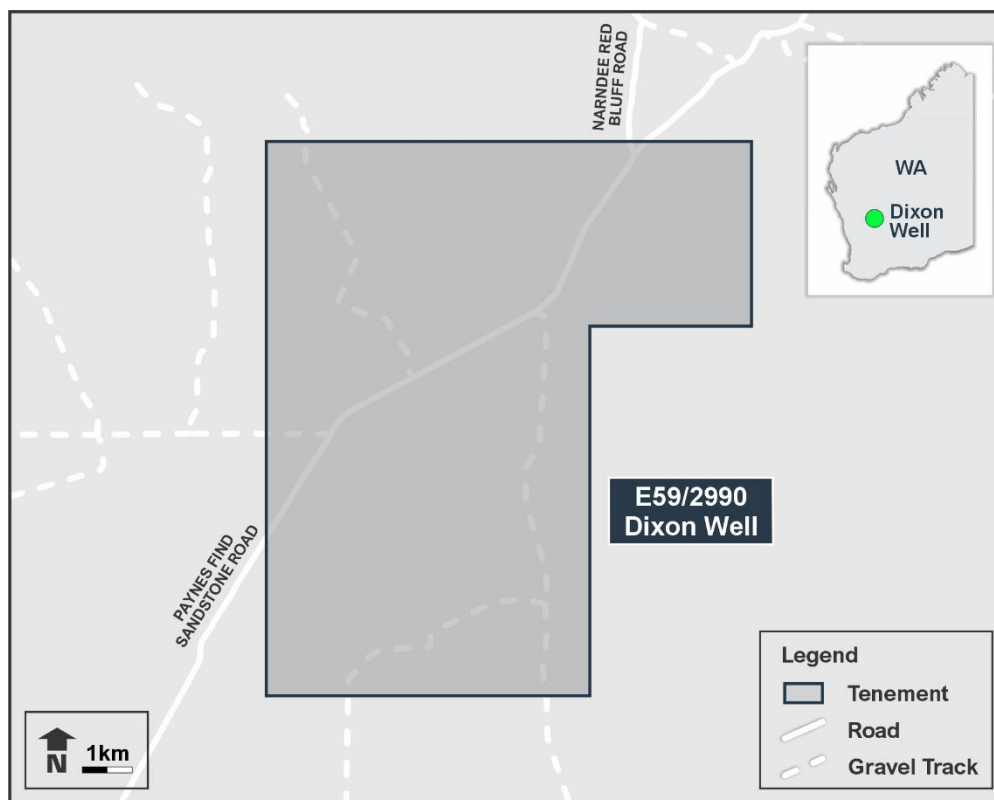 NARNDEE RED
BLUFF ROAD
WA
Dixon
Well
E59/2990
Dixon Well
PAYNES FIND
SANDSTONE ROAD
Legend
Tenement
Road
Gravel Track
N
1km